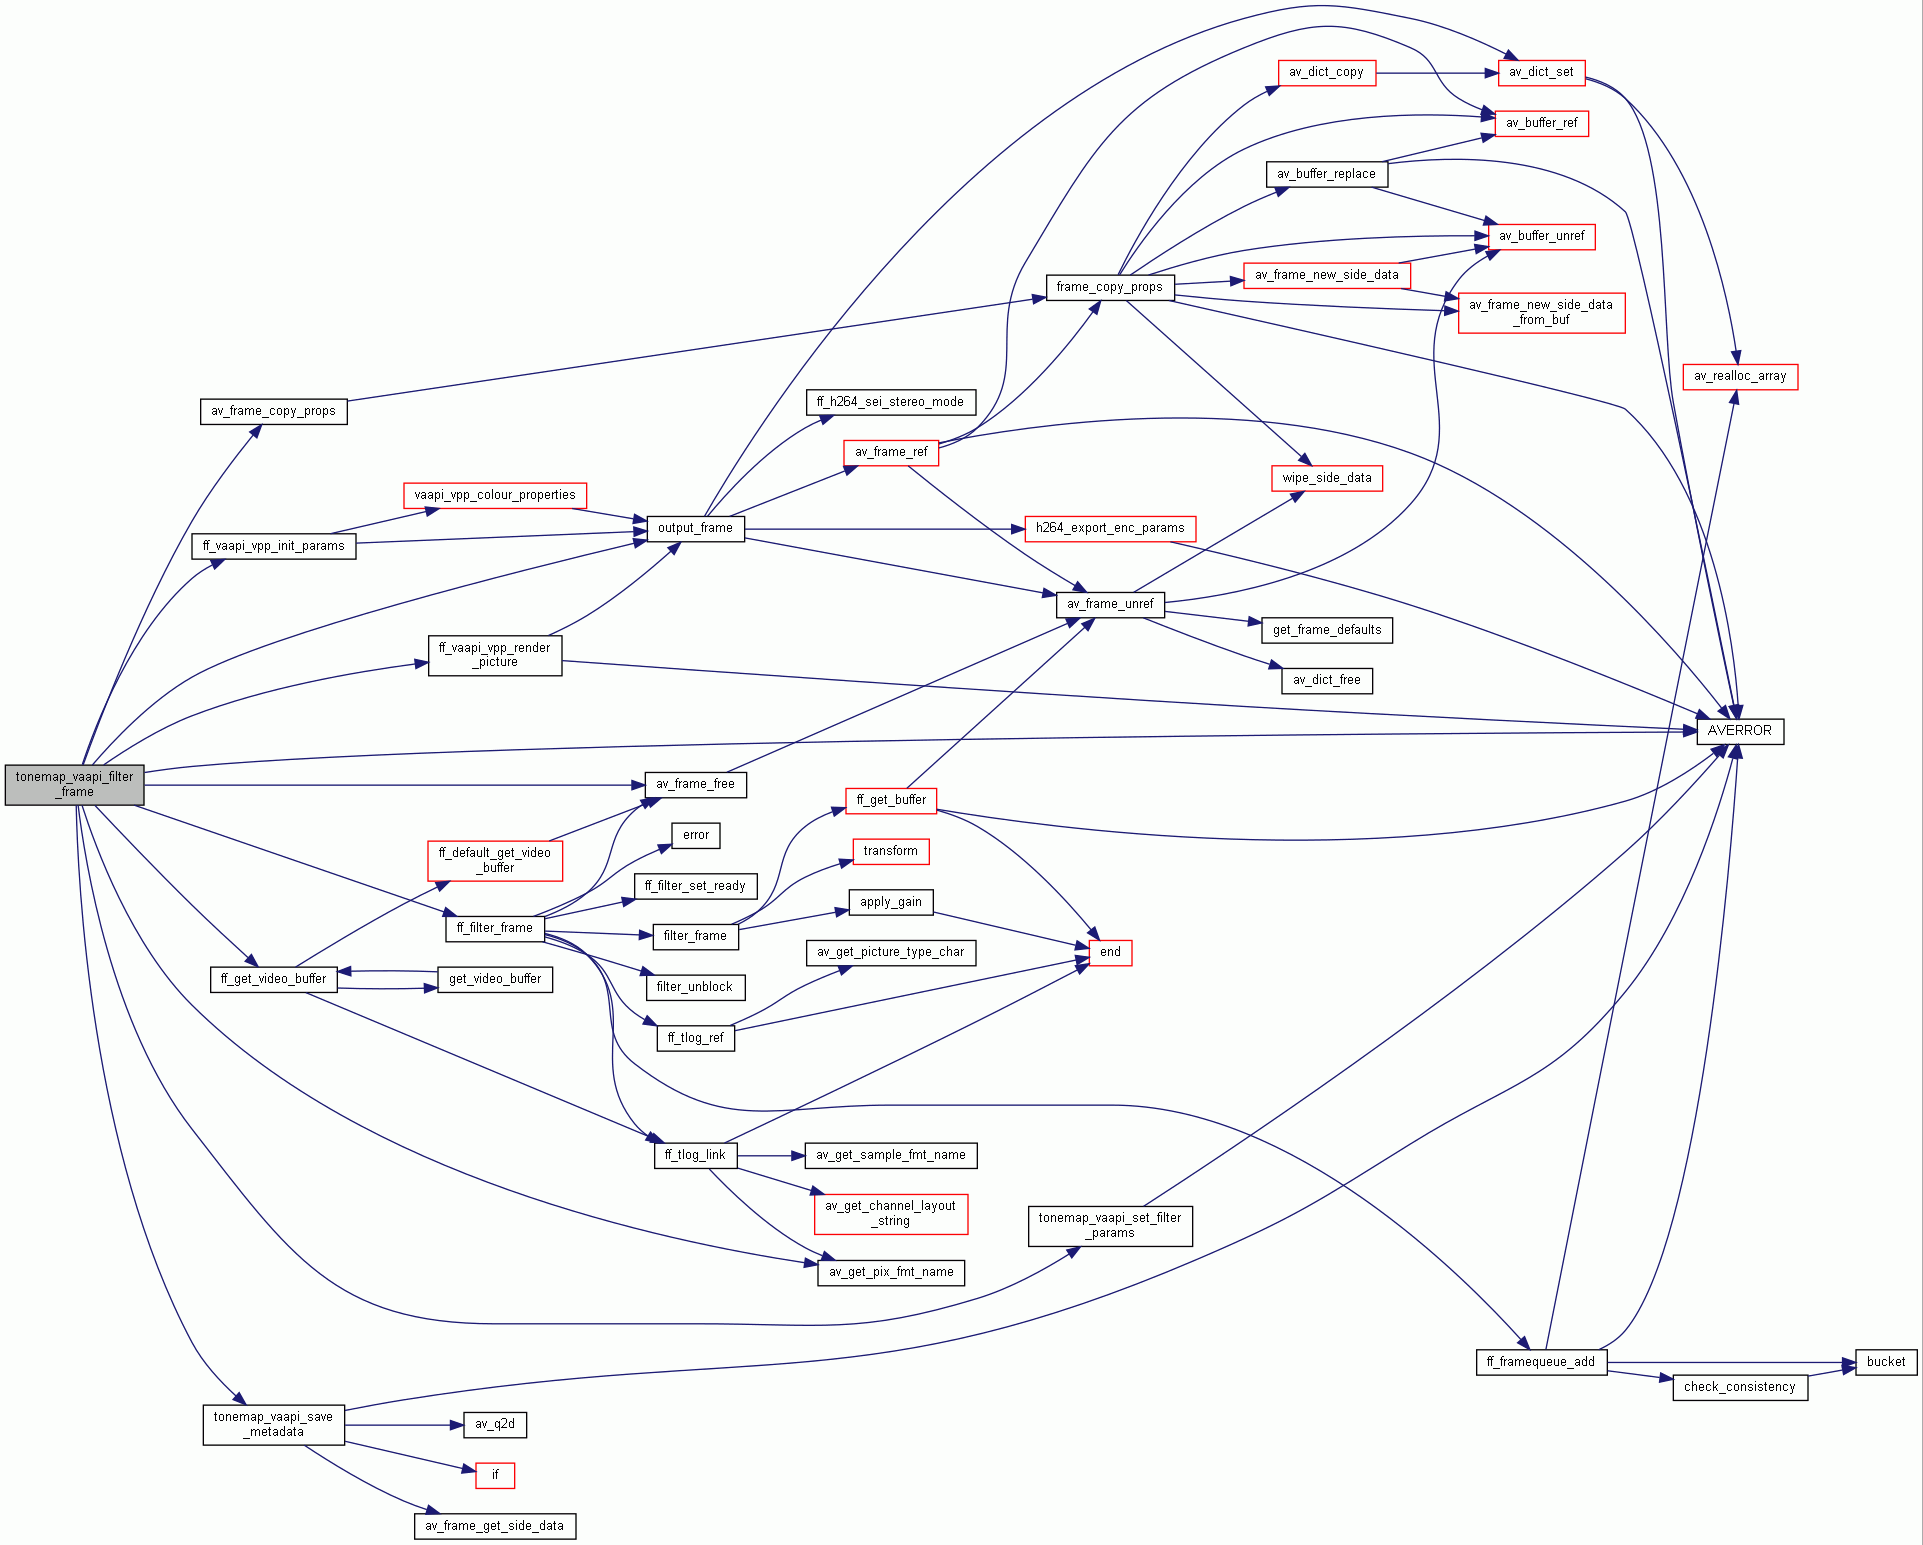 av_dict_copy
av_dict_set
av_buffer_ref
av_buffer_replace
av_buffer_unref
av_frame_new_side_data
frame_copy_props
av_frame_new_side_data
_from_buf
av_realloc_array
av_frame_copy_props
ff_h264_sei_stereo_mode
av_frame_ref
wipe_side_data
vaapi_vpp_colour_properties
output_frame
h264_export_enc_params
ff_vaapi_vpp_init_params
av_frame_unref
get_frame_defaults
ff_vaapi_vpp_render
_picture
av_dict_free
AVERROR
tonemap_vaapi_filter
_frame
av_frame_free
ff_get_buffer
error
ff_default_get_video
_buffer
transform
ff_filter_set_ready
apply_gain
ff_filter_frame
filter_frame
av_get_picture_type_char
end
ff_get_video_buffer
get_video_buffer
filter_unblock
ff_tlog_ref
ff_tlog_link
av_get_sample_fmt_name
av_get_channel_layout
_string
tonemap_vaapi_set_filter
_params
av_get_pix_fmt_name
ff_framequeue_add
bucket
check_consistency
tonemap_vaapi_save
_metadata
av_q2d
if
av_frame_get_side_data